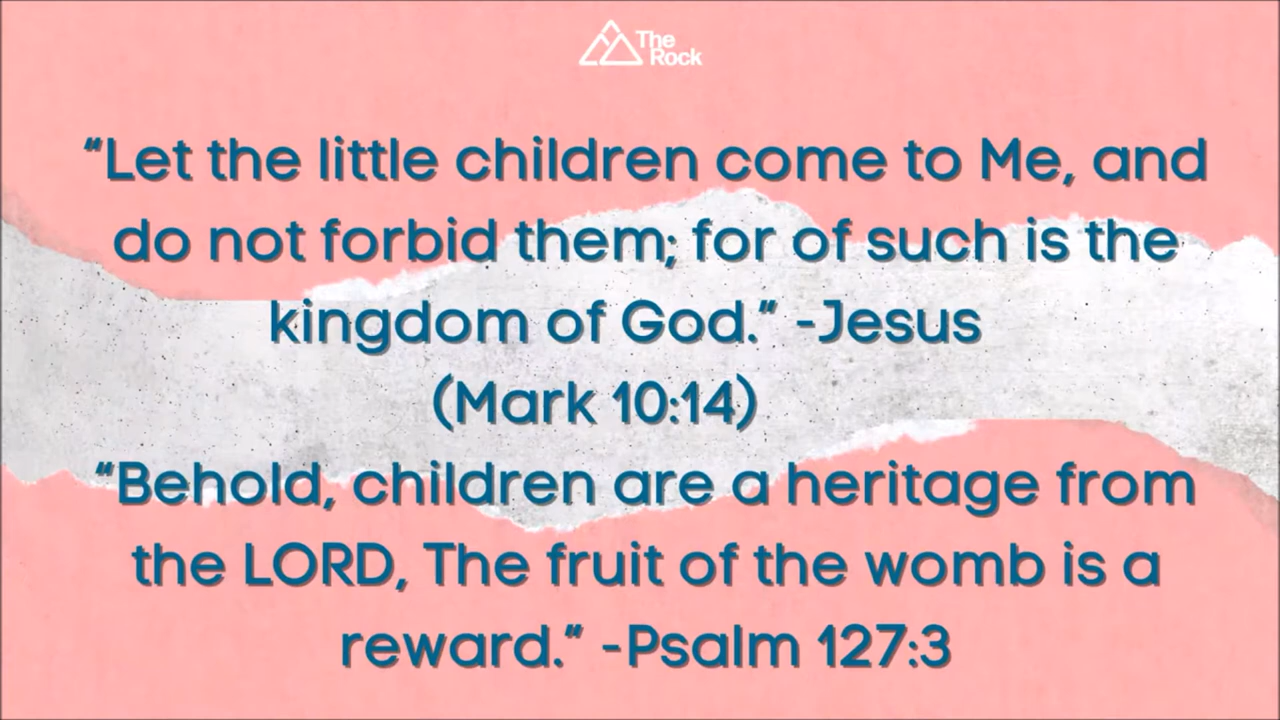 The
Rock
“Let the little children come to Me, and
do not forbid them; for of such is the
kingdom of God.” -Jesus
(Mark 10:14)
“Behold, children are a heritage from
the LORD, The fruit of the womb is a
reward.” -Psalm 127:3